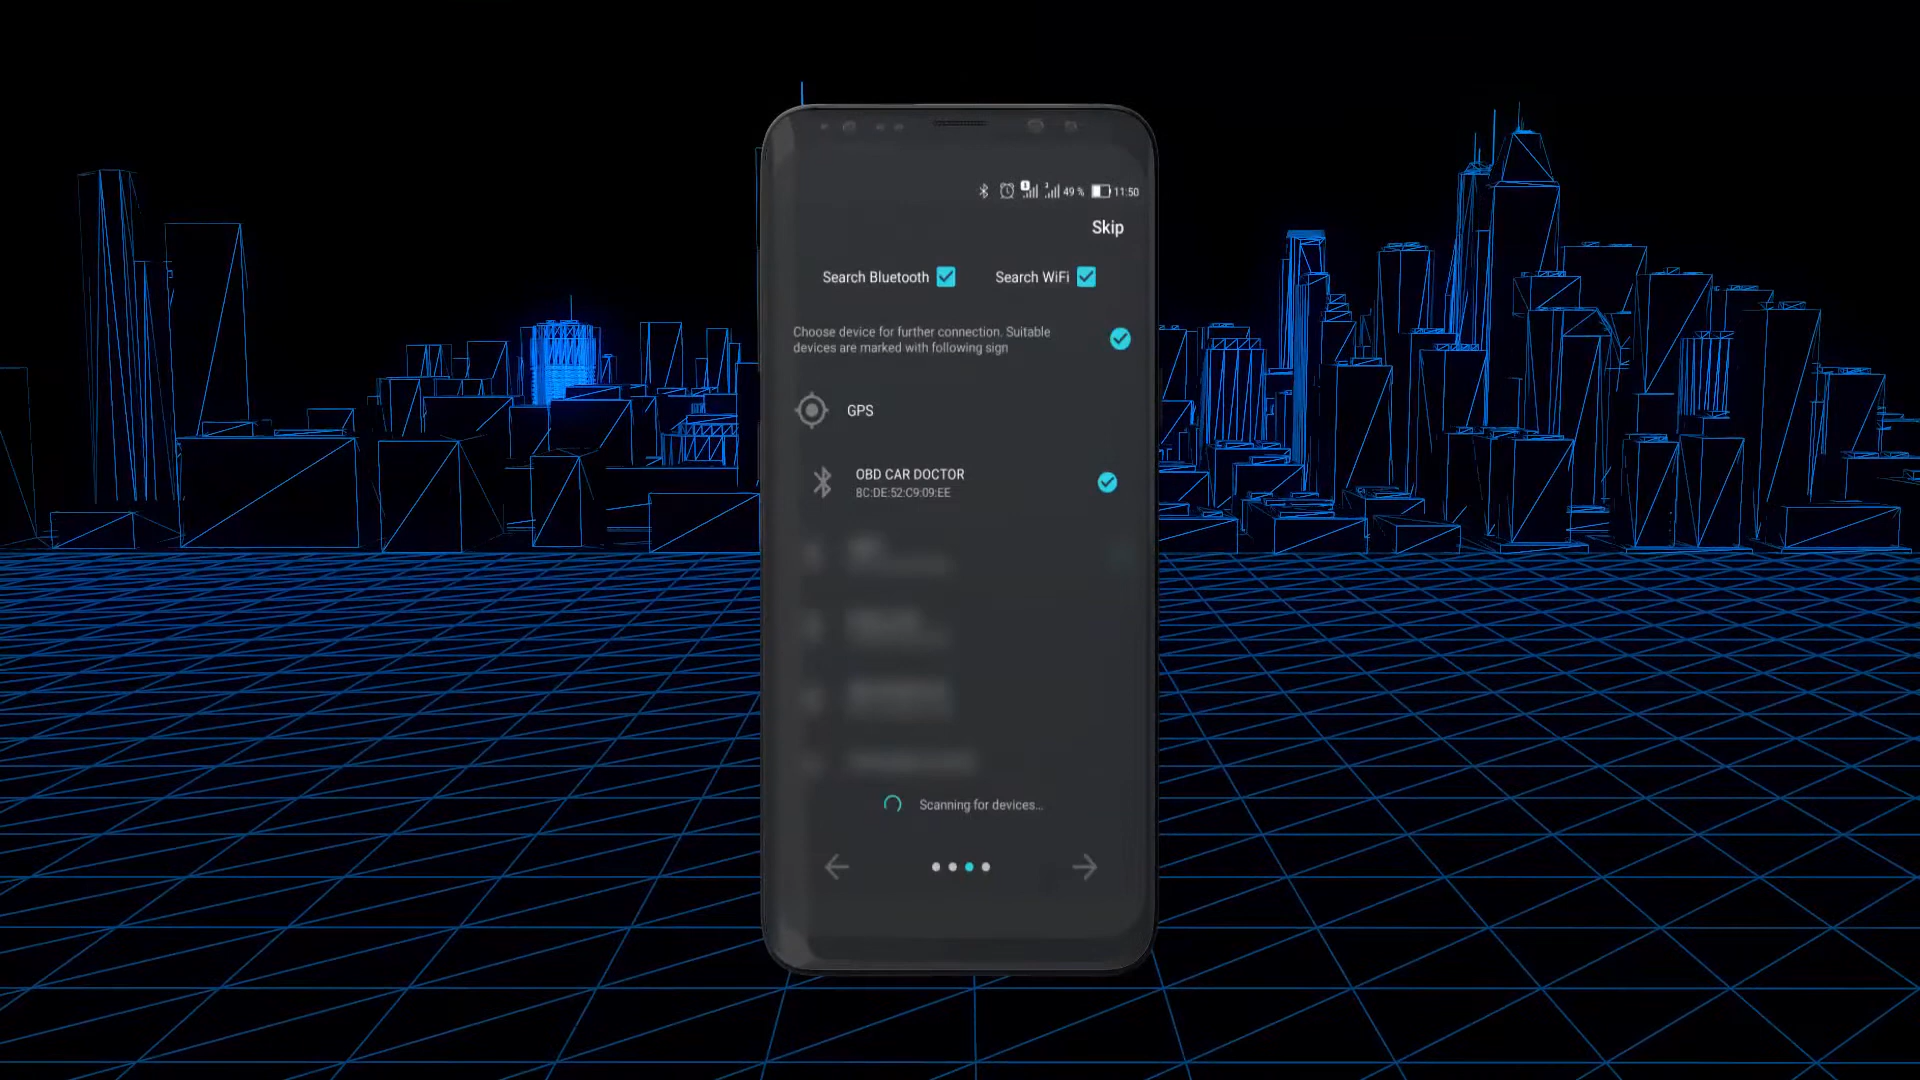 49 % 11:50
Skip
Search Bluetooth Search WiFi
Choose device for further connection. Suitable
devices are marked with following sign
GPS
OBD CAR DOCTOR
8C:DE:52:C9:09:EE
Scanning for devices...